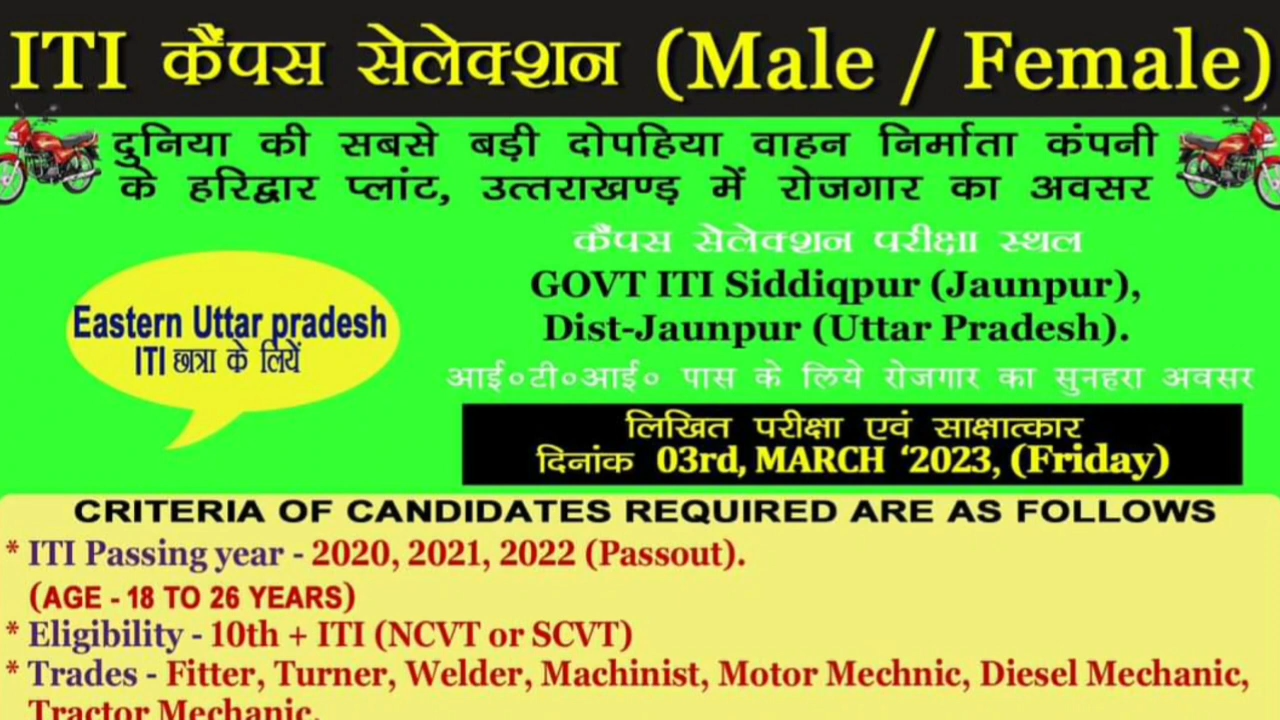 ITI कैंपस सेलेक्शन (Male / Female)
दुनिया की सबसे बड़ी दोपहिया वाहन निर्माता कंपनी
के हरिद्वार प्लांट, उत्तराखण्ड़ में रोजगार का अवसर
कैंपस सेलेक्शन परीक्षा स्थल
GOVT ITI Siddiqpur (Jaunpur),
Dist-Jaunpur (Uttar Pradesh).
Eastern Uttar pradesh
ITI छात्रा के लियें
आई०टी०आई० पास के लिये रोजगार का सुनहरा अवसर
लिखित परीक्षा एवं साक्षात्कार
दिनांक 03rd, MARCH ‘2023, (Friday)
CRITERIA OF CANDIDATES REQUIRED ARE AS FOLLOWS
* ITI Passing year - 2020, 2021, 2022 (Passout).
(AGE - 18 TO 26 YEARS)
* Eligibility - 10th + ITI (NCVT or SCVT)
* Trades - Fitter, Turner, Welder, Machinist, Motor Mechnic, Diesel Mechanic,
Tractor Mechanic.